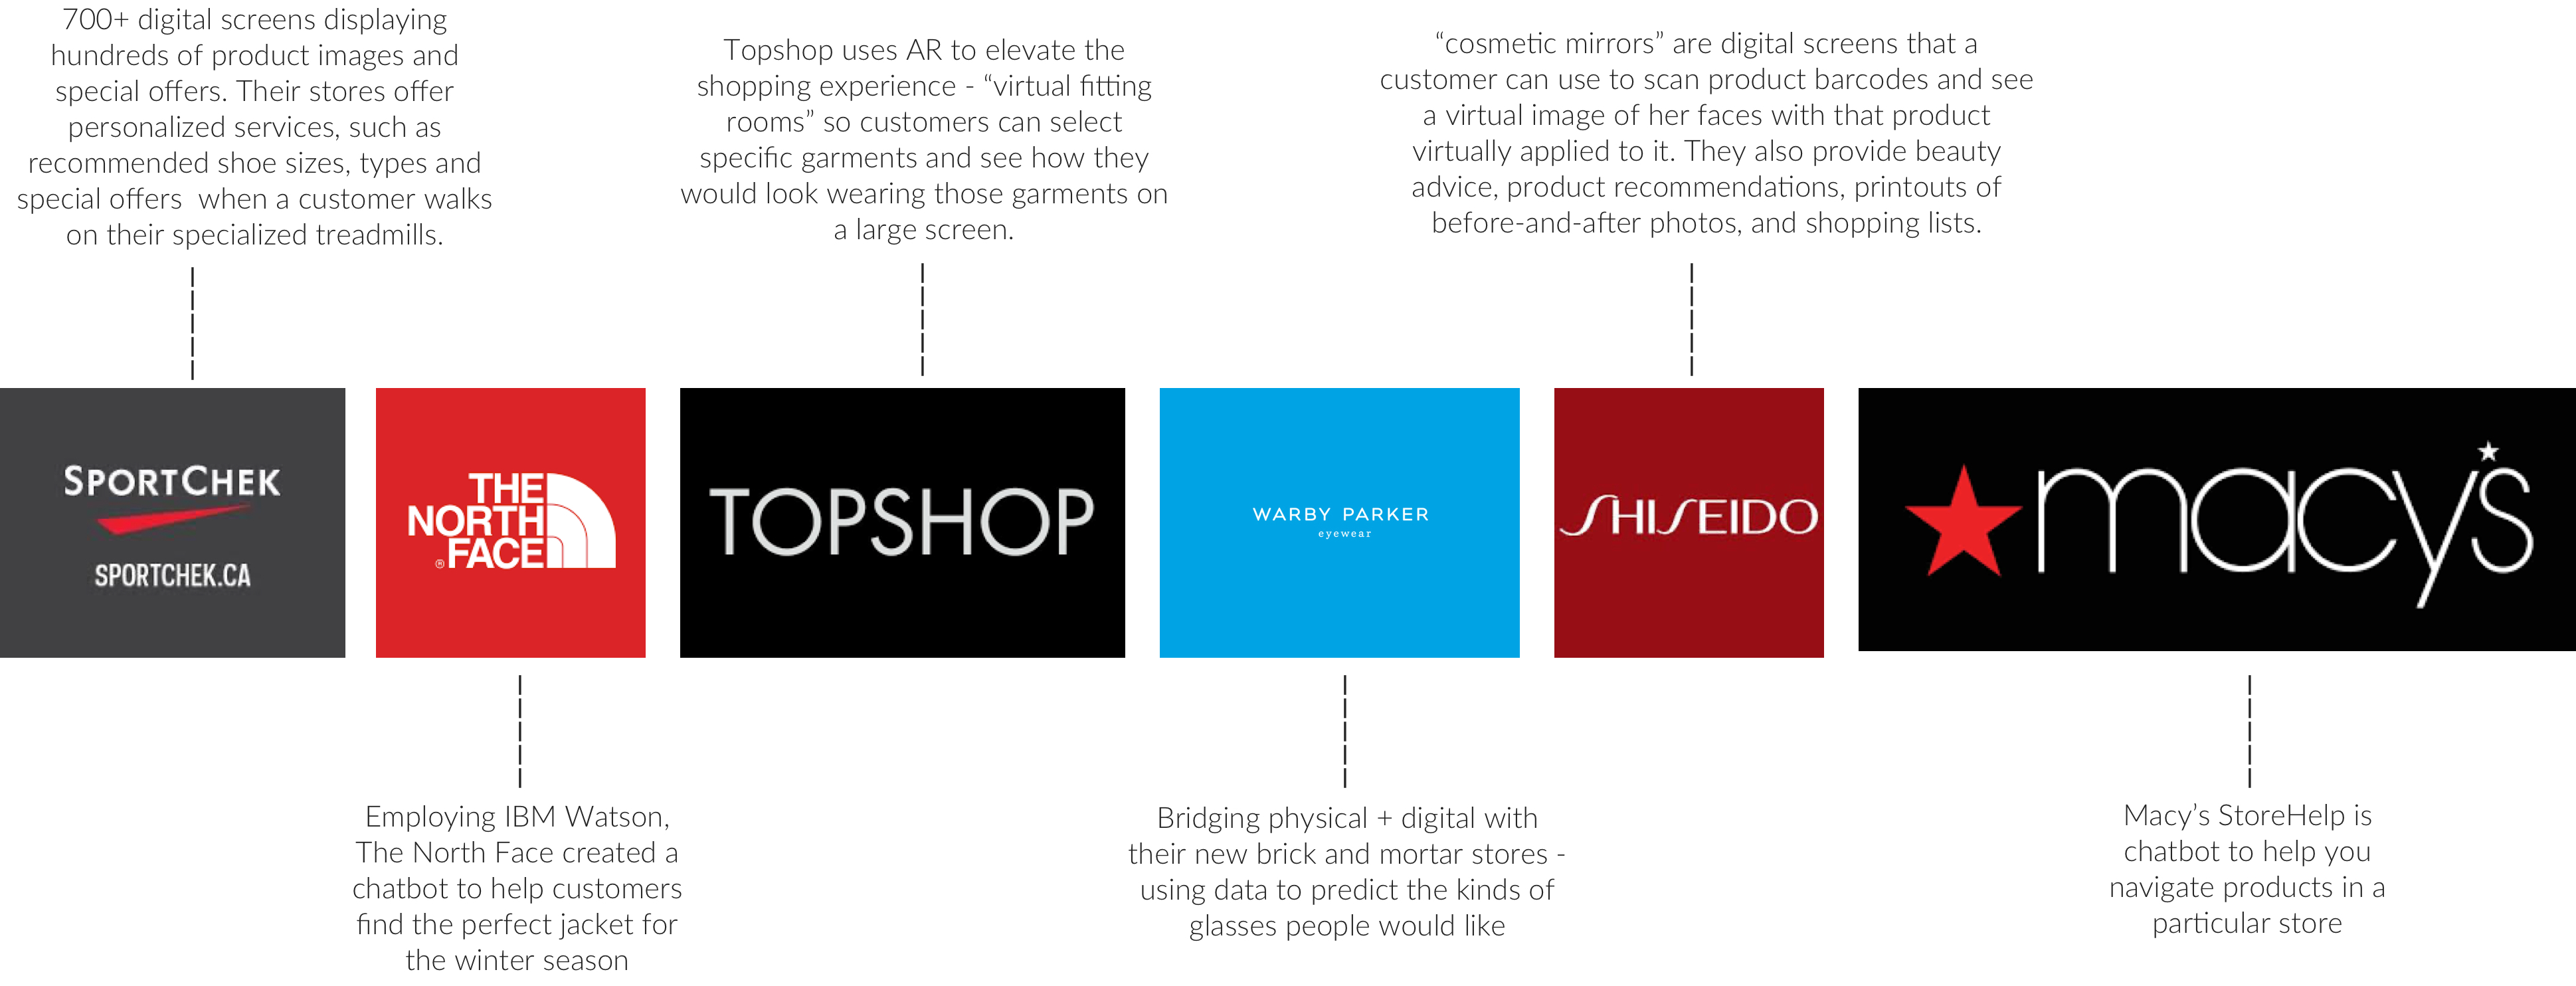 700+ digital screens displaying
hundreds of product images and
special offers. Their stores offer
personalized services, such as
recommended shoe sizes, types and
special offers  when a customer walks
on their specialized treadmills.
Topshop uses AR to elevate the
shopping experience - “virtual fitting
rooms” so customers can select
specific garments and see how they
would look wearing those garments on
a large screen.
“cosmetic mirrors” are digital screens that a
customer can use to scan product barcodes and see
a virtual image of her faces with that product
virtually applied to it. They also provide beauty
advice, product recommendations, printouts of
before-and-after photos, and shopping lists.
SPORTCHEK
SPORTCHEK.CA
THE
NORTH
FACE
®
TOPSHOP
WARBY PARKER
eyewear
SHISEIDO
macy's
Employing IBM Watson,
The North Face created a
chatbot to help customers
find the perfect jacket for
the winter season
Bridging physical + digital with
their new brick and mortar stores -
using data to predict the kinds of
glasses people would like
Macy’s StoreHelp is
chatbot to help you
navigate products in a
particular store